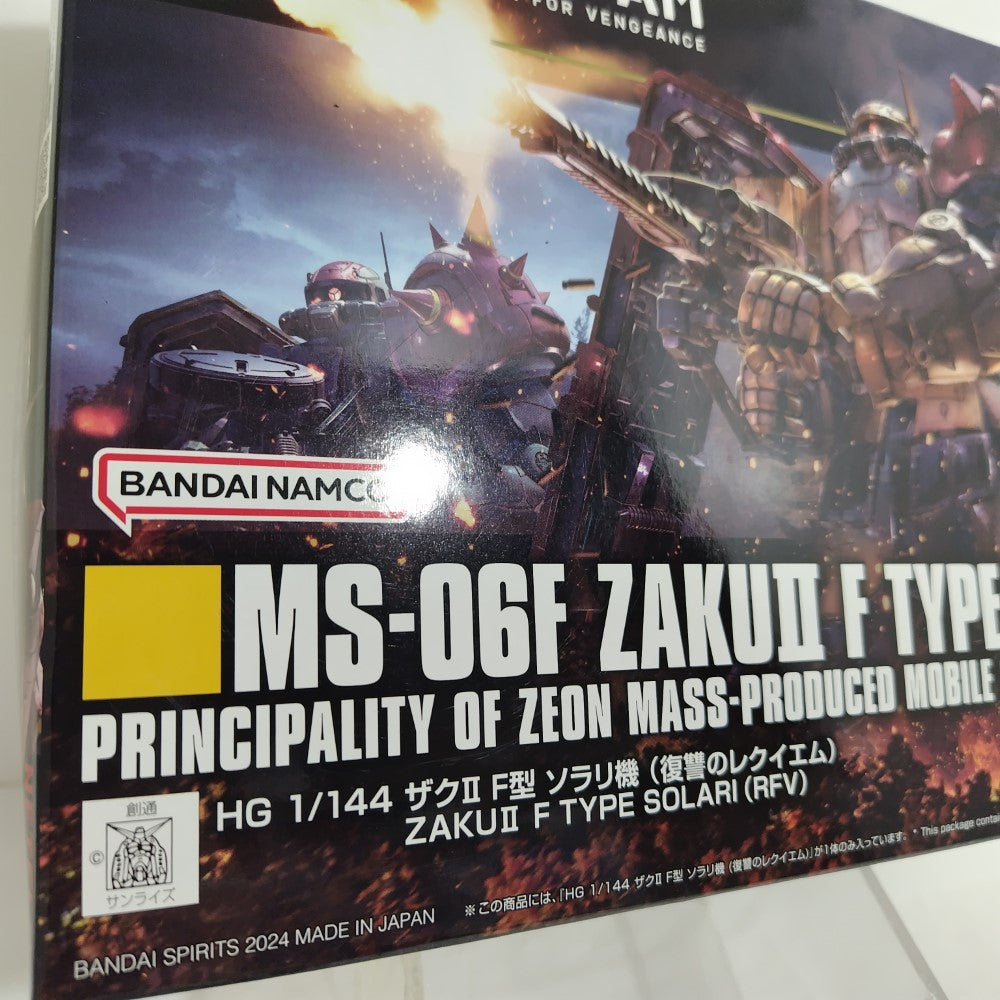 FOR VENGEANCE
BANDAI NAMCO
MS-06F ZAKUⅡ F TYPE
PRINCIPALITY OF ZEON MASS-PRODUCED MOBILE
HG 1/144 ザクⅡ F型 ソラリ機（復讐のレクイエム）
ZAKUⅡ F TYPE SOLARI（RFV）
創通
©
サンライズ
※この商品には、「HG 1/144 ザクⅡ F型 ソラリ機（復讐のレクイエム）」が1体のみ入っています。 * This package
BANDAI SPIRITS 2024 MADE IN JAPAN